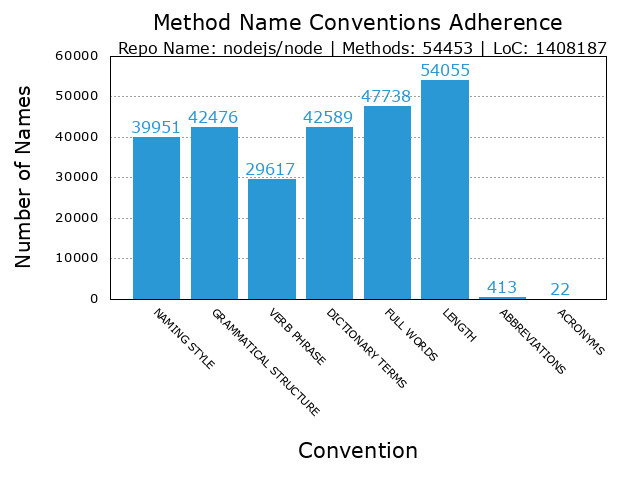 Method Name Conventions Adherence
Repo Name: nodejs/node | Methods: 54453 | LoC: 1408187
Number of Names
60000
50000
40000
30000
20000
10000
0
39951
42476
29617
42589
47738
54055
413
22
NAMING STYLE
GRAMMATICAL STRUCTURE
VERB PHRASE
DICTIONARY TERMS
FULL WORDS
LENGTH
ABBREVIATIONS
ACRONYMS
Convention